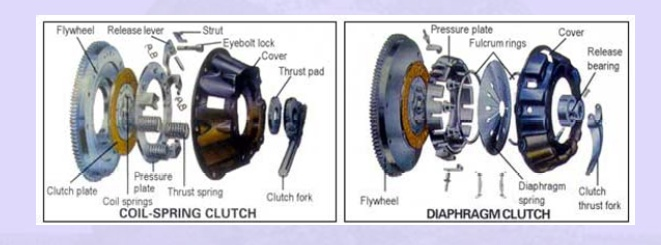 Flywheel
Release lever
Strut
Eyebolt lock
Cover
Thrust pad
Clutch plate
Coil springs
Pressure
plate
Thrust spring
Clutch fork
COIL-SPRING CLUTCH
Pressure plate
Fulcrum rings
Cover
Release
bearing
Flywheel
Diaphragm
spring
Clutch
thrust fork
DIAPHRAGM CLUTCH